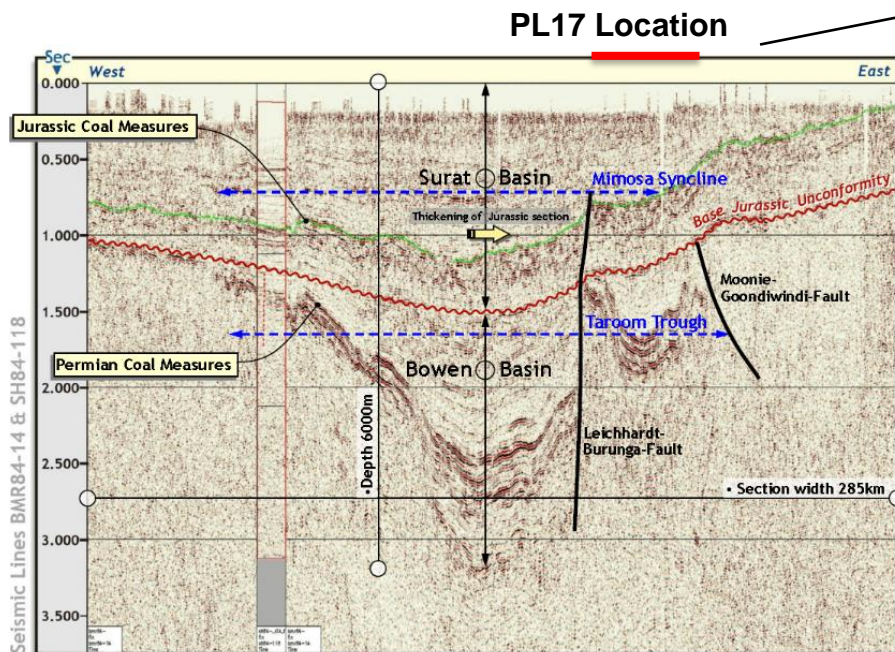 PL17 Location
Sec
West
East
0.000
Jurassic Coal Measures
0.500
Surat Basin
Mimosa Syncline
Base Jurassic Unconformity
Thickening of Jurassic section
1.000
Moonie-
Goondiwindi-Fault
1.500
Taroom Trough
Permian Coal Measures
Bowen Basin
2.000
•Depth 6000m
Leichhardt-
Burunga-Fault
2.500
• Section width 285km
3.000
3.500
Seismic Lines BMR84-14 & SH84-118